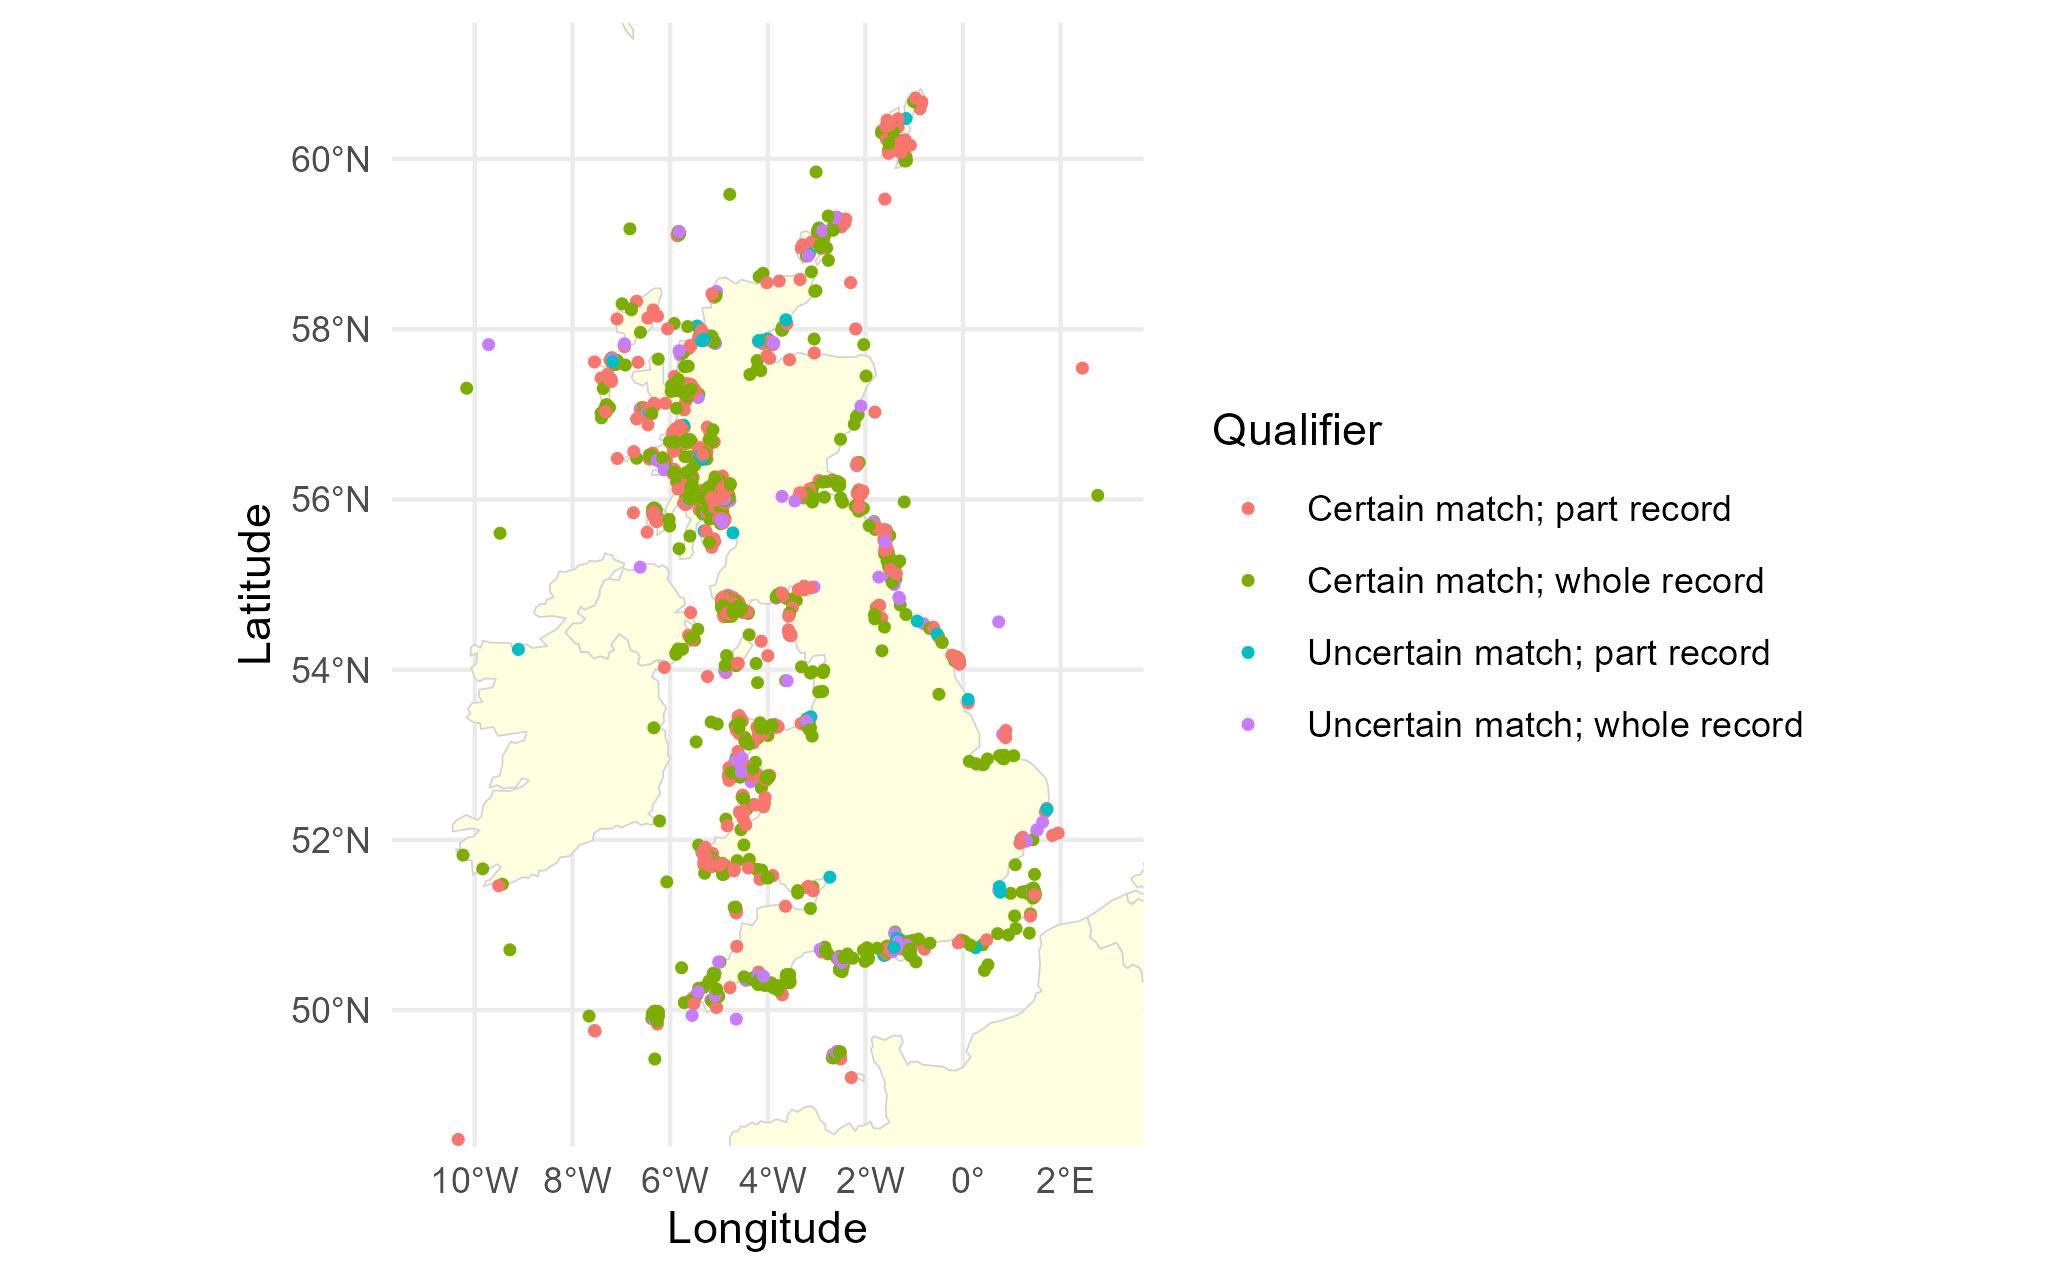 60°N
58°N
56°N
54°N
52°N
50°N
Latitude
10°W 8°W 6°W 4°W 2°W 0° 2°E
Longitude
Qualifier
Certain match; part record
Certain match; whole record
Uncertain match; part record
Uncertain match; whole record